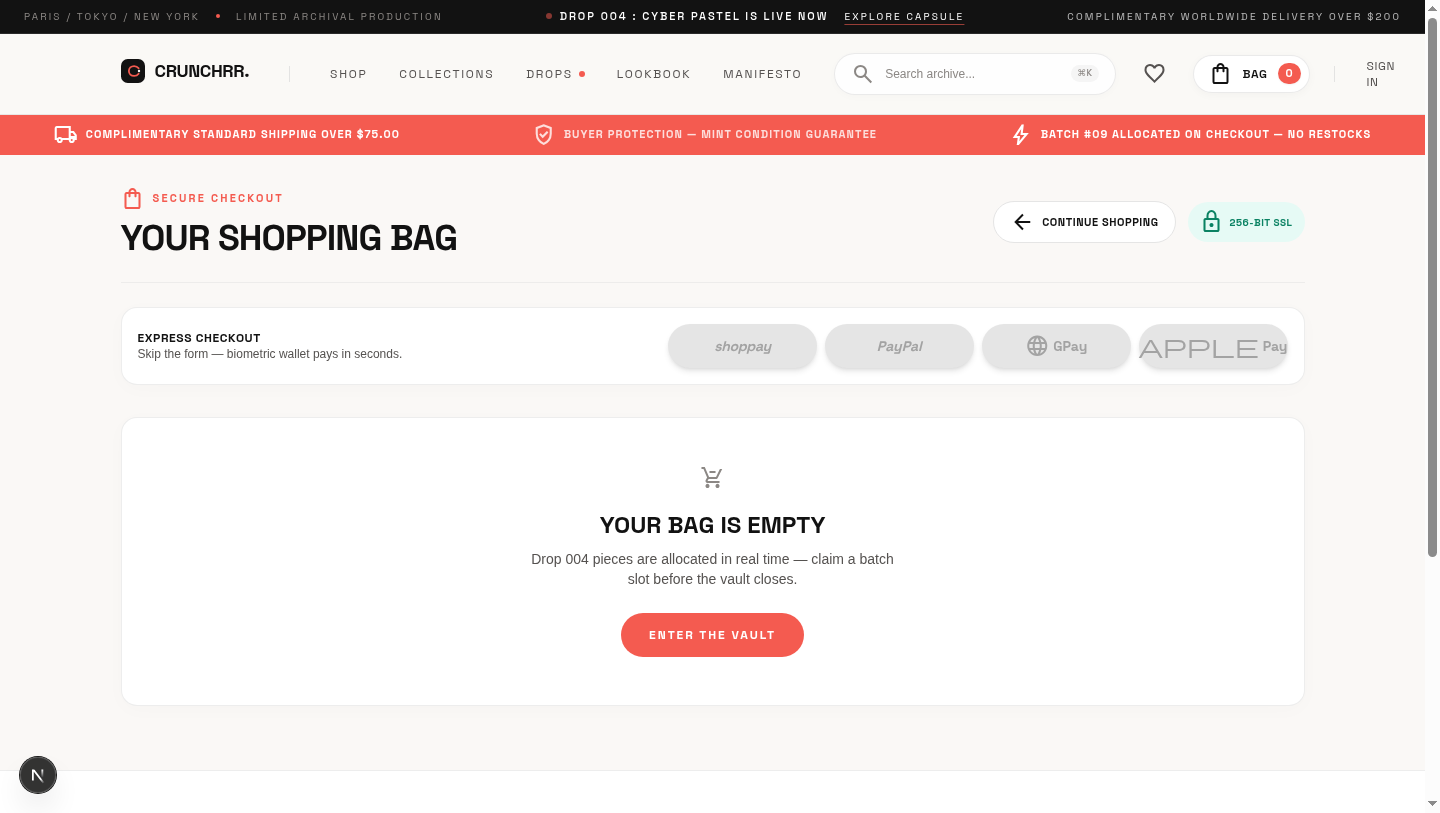 PARIS / TOKYO / NEW YORK • LIMITED ARCHIVAL PRODUCTION
DROP 004 : CYBER PASTEL IS LIVE NOW EXPLORE CAPSULE
COMPLIMENTARY WORLDWIDE DELIVERY OVER $200
CRUNCHRR.
SHOP
COLLECTIONS
DROPS
LOOKBOOK
MANIFESTO
Search archive...
⌘K
BAG 0
SIGN
IN
COMPLIMENTARY STANDARD SHIPPING OVER $75.00
BUYER PROTECTION — MINT CONDITION GUARANTEE
BATCH #09 ALLOCATED ON CHECKOUT — NO RESTOCKS
SECURE CHECKOUT
YOUR SHOPPING BAG
CONTINUE SHOPPING
256-BIT SSL
EXPRESS CHECKOUT
Skip the form — biometric wallet pays in seconds.
shoppay
PayPal
GPay
APPLE Pay
YOUR BAG IS EMPTY
Drop 004 pieces are allocated in real time — claim a batch
slot before the vault closes.
ENTER THE VAULT
N